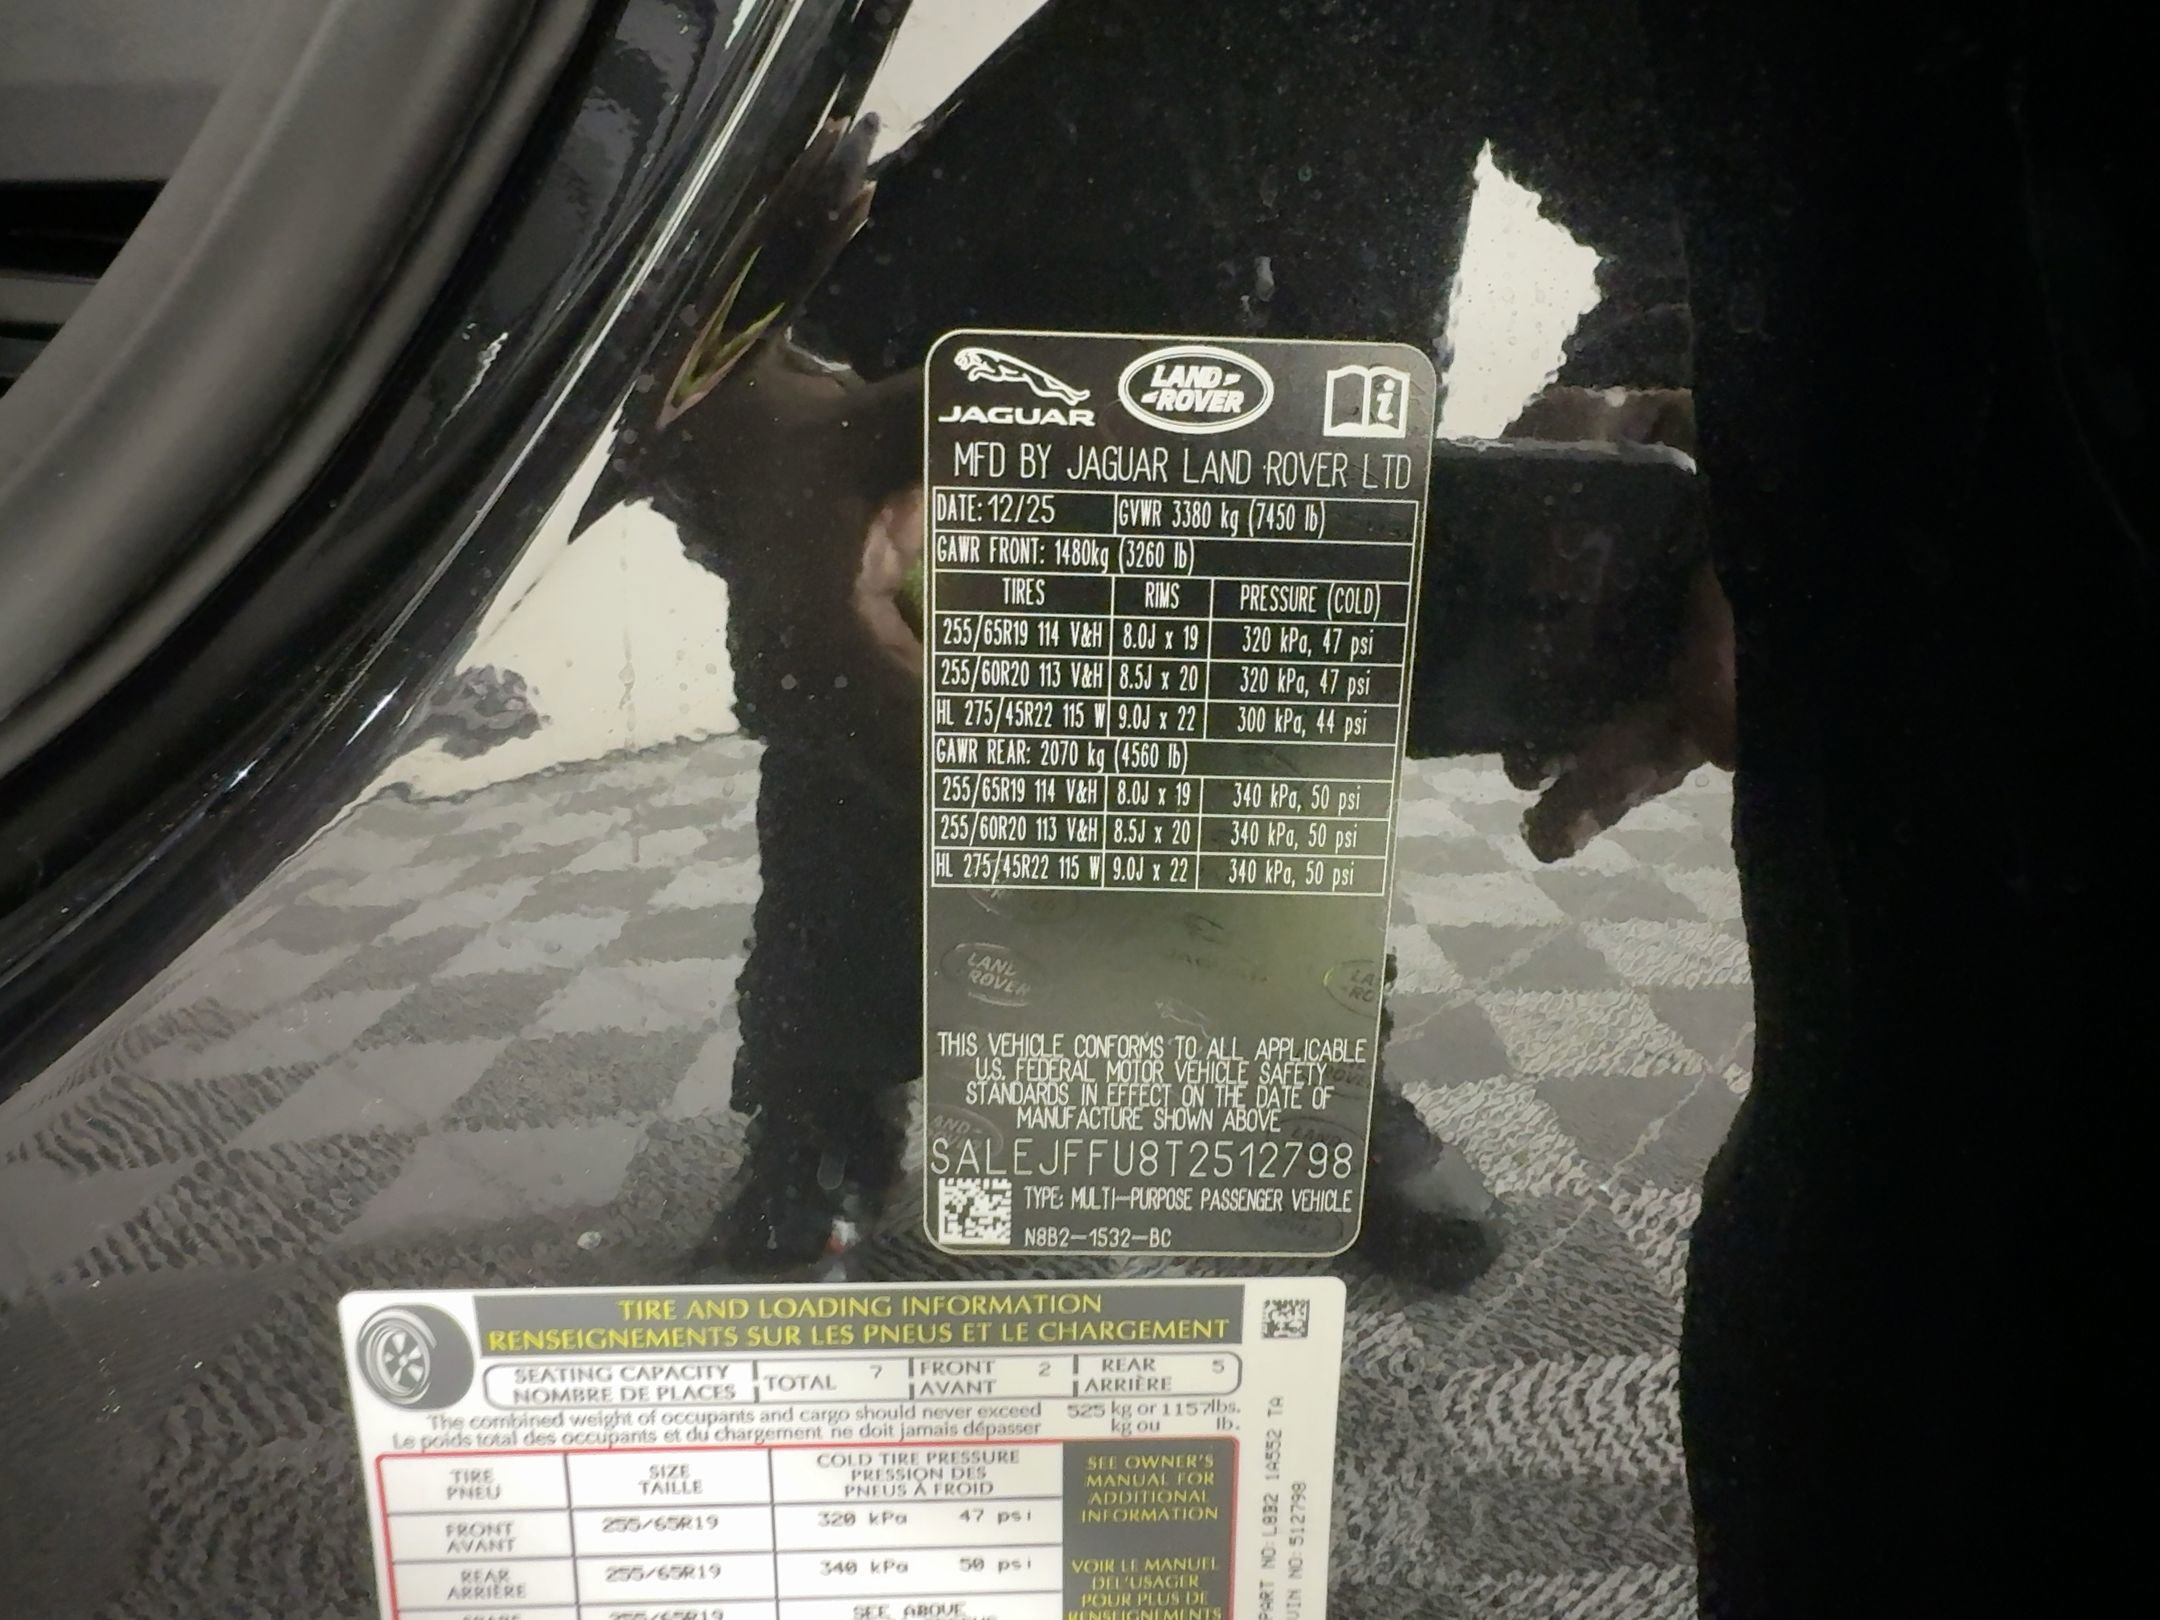 JAGUAR
LAND ROVER
MFD BY JAGUAR LAND ROVER LTD
DATE: 12/25 GVWR 3380 kg (7450 lb)
GAWR FRONT: 1480kg (3260 lb)
TIRES RIMS PRESSURE (COLD)
255/65R19 114 V&H 8.0J x 19 320 kPa, 47 psi
255/60R20 113 V&H 8.5J x 20 320 kPa, 47 psi
HL 275/45R22 115 W 9.0J x 22 300 kPa, 44 psi
GAWR REAR: 2070 kg (4560 lb)
255/65R19 114 V&H 8.0J x 19 340 kPa, 50 psi
255/60R20 113 V&H 8.5J x 20 340 kPa, 50 psi
HL 275/45R22 115 W 9.0J x 22 340 kPa, 50 psi
LAND ROVER
THIS VEHICLE CONFORMS TO ALL APPLICABLE
U.S. FEDERAL MOTOR VEHICLE SAFETY
STANDARDS IN EFFECT ON THE DATE OF
MANUFACTURE SHOWN ABOVE
SALEJFFU8T2512798
TYPE: MULTI-PURPOSE PASSENGER VEHICLE
N8B2-1532-BC
TIRE AND LOADING INFORMATION
RENSEIGNEMENTS SUR LES PNEUS ET LE CHARGEMENT
SEATING CAPACITY
NOMBRE DE PLACES
TOTAL 7
FRONT 2
AVANT
REAR 5
ARRIÈRE
The combined weight of occupants and cargo should never exceed 525 kg or 1157lbs.
Le poids total des occupants et du chargement ne doit jamais dépasser kg ou lb.
TIRE
PNEU
SIZE
TAILLE
COLD TIRE PRESSURE
PRESSION DES
PNEUS À FROID
FRONT
AVANT
255/65R19
320 kPa 47 psi
REAR
ARRIÈRE
255/65R19
340 kPa 50 psi
255/65R19
SEE ABOVE
SEE OWNER'S
MANUAL FOR
ADDITIONAL
INFORMATION
VOIR LE MANUEL
DEL'USAGER
POUR PLUS DE
RENSEIGNEMENTS
PART NO:L8B2 1A552 TA
VIN NO:512798